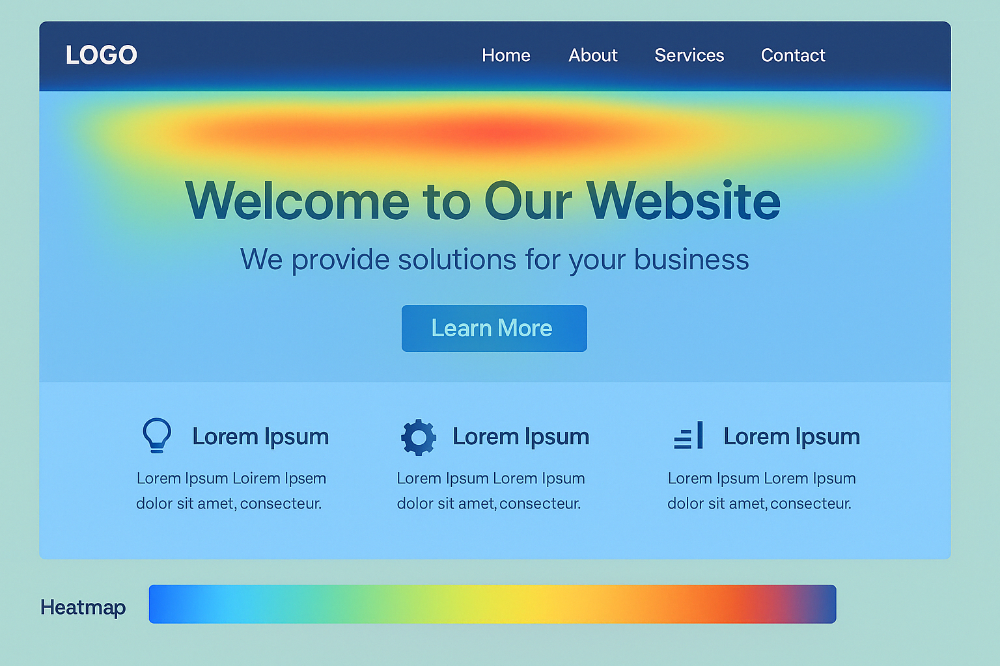 LOGO
Home About Services Contact
Welcome to Our Website
We provide solutions for your business
Learn More
Lorem Ipsum
Lorem Ipsum Loirem Ipsem
dolor sit amet, consecteur.
Lorem Ipsum
Lorem Ipsum Lorem Ipsum
dolor sit amet, consecteur.
Lorem Ipsum
Lorem Ipsum Lorem Ipsum
dolor sit amet, consecteur.
Heatmap